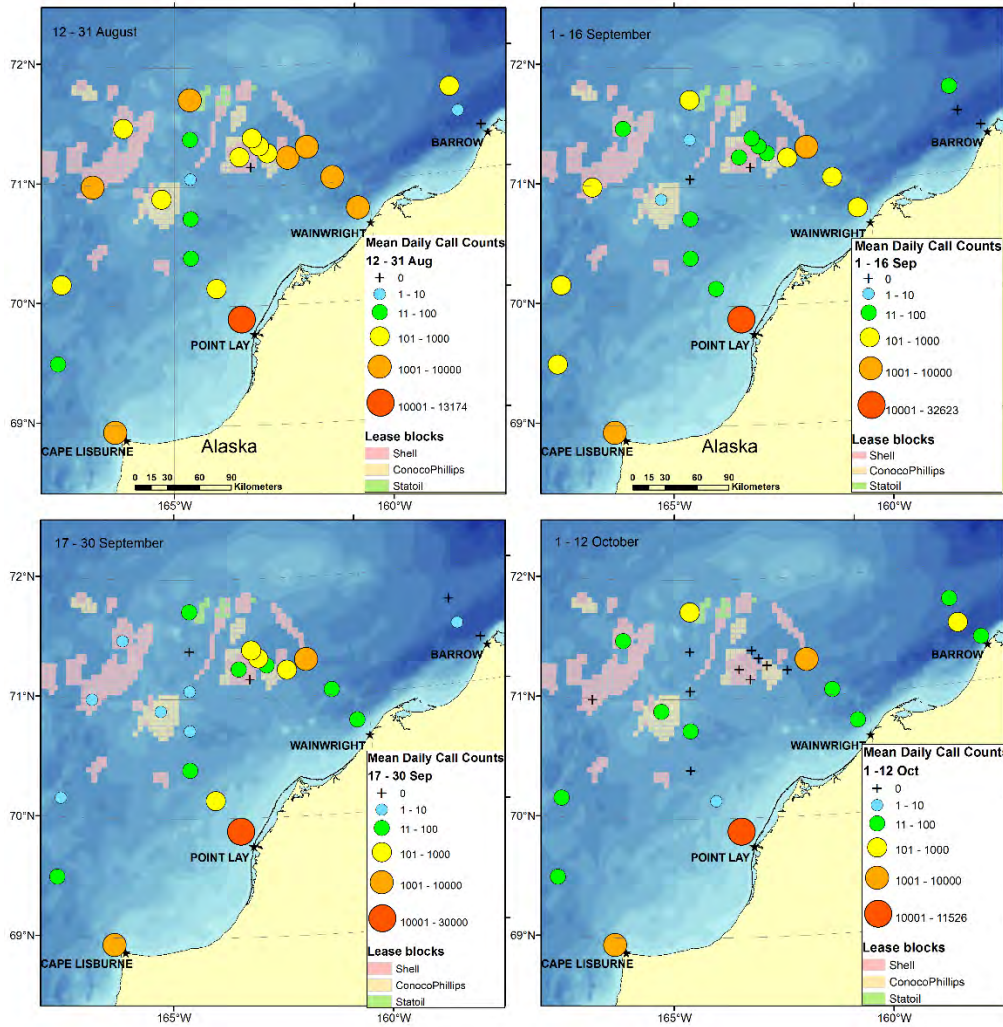 12 - 31 August
72°N
71°N
70°N
69°N
BARROW
WAINWRIGHT
POINT LAY
CAPE LISBURNE
Alaska
0 15 30 60 90
Kilometers
Mean Daily Call Counts
12 - 31 Aug
0
1 - 10
11 - 100
101 - 1000
1001 - 10000
10001 - 13174
Lease blocks
Shell
ConocoPhillips
Statoil
165°W
160°W
1 - 16 September
72°N
71°N
70°N
69°N
BARROW
WAINWRIGHT
POINT LAY
CAPE LISBURNE
Alaska
0 15 30 60 90
Kilometers
Mean Daily Call Counts
1 - 16 Sep
0
1 - 10
11 - 100
101 - 1000
1001 - 10000
10001 - 32623
Lease blocks
Shell
ConocoPhillips
Statoil
165°W
160°W
17 - 30 September
72°N
71°N
70°N
69°N
BARROW
WAINWRIGHT
POINT LAY
CAPE LISBURNE
Mean Daily Call Counts
17 - 30 Sep
0
1 - 10
11 - 100
101 - 1000
1001 - 10000
10001 - 30000
Lease blocks
Shell
ConocoPhillips
Statoil
165°W
160°W
1 - 12 October
72°N
71°N
70°N
69°N
BARROW
WAINWRIGHT
POINT LAY
CAPE LISBURNE
Mean Daily Call Counts
1 -12 Oct
0
1 - 10
11 - 100
101 - 1000
1001 - 10000
10001 - 11526
Lease blocks
Shell
ConocoPhillips
Statoil
165°W
160°W